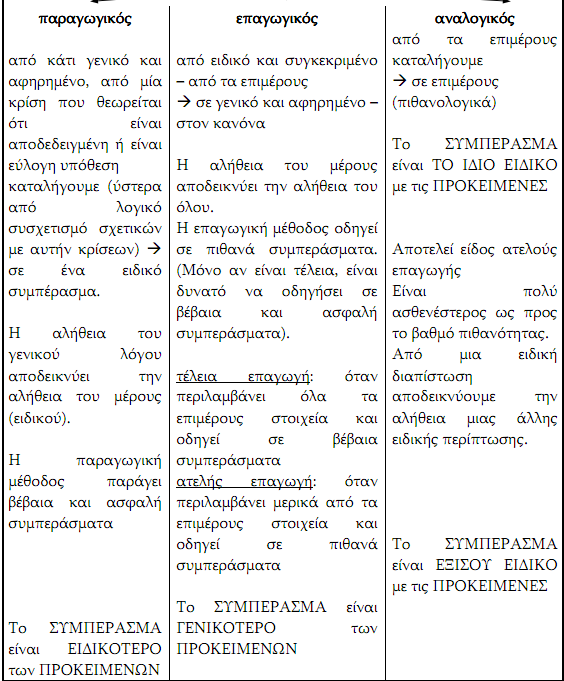 παραγωγικός
από κάτι γενικό και
αφηρημένο, από μία
κρίση που θεωρείται
ότι είναι
αποδεδειγμένη ή είναι
εύλογη υπόθεση
καταλήγουμε (ύστερα
από λογικό
συσχετισμό σχετικών
με αυτήν κρίσεων) →
σε ένα ειδικό
συμπέρασμα.
Η αλήθεια του
γενικού λόγου
αποδεικνύει την
αλήθεια του μέρους
(ειδικού).
Η παραγωγική
μέθοδος παράγει
βέβαια και ασφαλή
συμπεράσματα
Το ΣΥΜΠΕΡΑΣΜΑ
είναι ΕΙΔΙΚΟΤΕΡΟ
των ΠΡΟΚΕΙΜΕΝΩΝ
επαγωγικός
από ειδικό και συγκεκριμένο
– από τα επιμέρους
→ σε γενικό και αφηρημένο –
στον κανόνα
Η αλήθεια του μέρους
αποδεικνύει την αλήθεια του
όλου.
Η επαγωγική μέθοδος οδηγεί
σε πιθανά συμπεράσματα.
(Μόνο αν είναι τέλεια, είναι
δυνατό να οδηγήσει σε
βέβαια και ασφαλή
συμπεράσματα).
τέλεια επαγωγή: όταν
περιλαμβάνει όλα τα
επιμέρους στοιχεία και
οδηγεί σε βέβαια
συμπεράσματα
ατελής επαγωγή: όταν
περιλαμβάνει μερικά από τα
επιμέρους στοιχεία και
οδηγεί σε πιθανά
συμπεράσματα
Το ΣΥΜΠΕΡΑΣΜΑ είναι
ΓΕΝΙΚΟΤΕΡΟ των
ΠΡΟΚΕΙΜΕΝΩΝ
αναλογικός
από τα επιμέρους
καταλήγουμε
→ σε επιμέρους
(πιθανολογικά)
Το ΣΥΜΠΕΡΑΣΜΑ
είναι ΤΟ ΙΔΙΟ ΕΙΔΙΚΟ
με τις ΠΡΟΚΕΙΜΕΝΕΣ
Αποτελεί είδος ατελούς
επαγωγής
Είναι πολύ
ασθενέστερος ως προς
το βαθμό πιθανότητας.
Από μια ειδική
διαπίστωση
αποδεικνύουμε την
αλήθεια μιας άλλης
ειδικής περίπτωσης.
Το ΣΥΜΠΕΡΑΣΜΑ
είναι ΕΞΙΣΟΥ ΕΙΔΙΚΟ
με τις ΠΡΟΚΕΙΜΕΝΕΣ